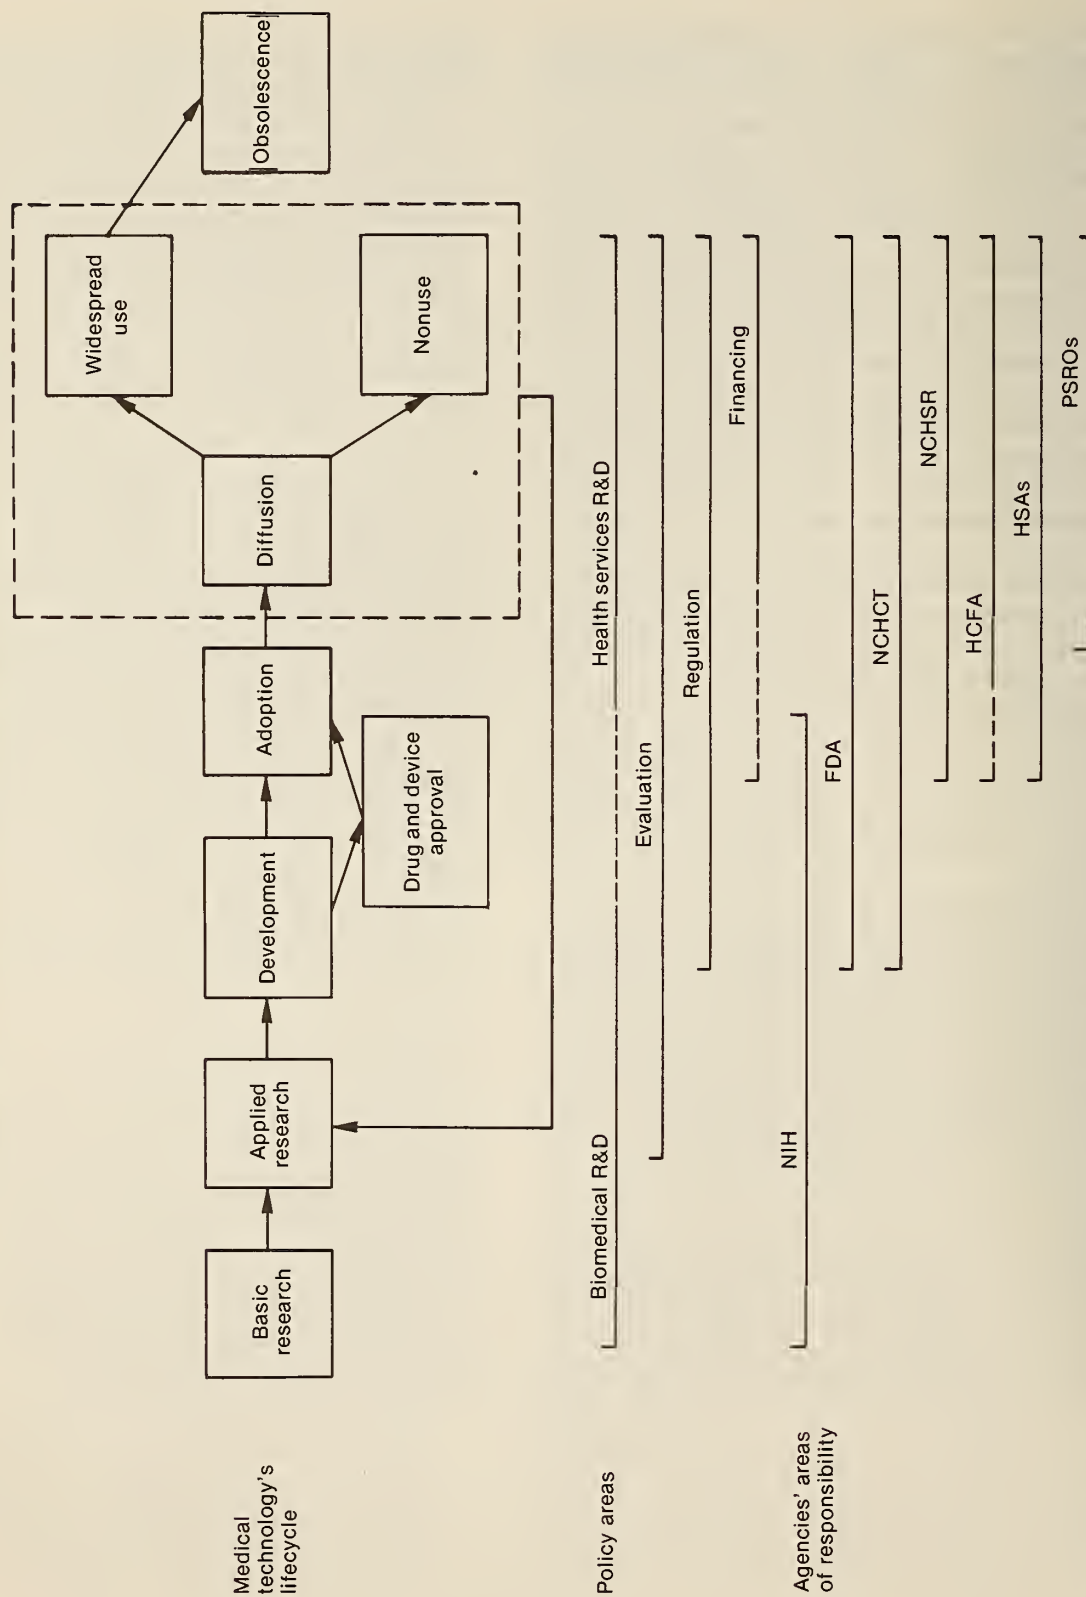 Medical
technology's
lifecycle
Basic
research
Applied
research
Development
Drug and device
approval
Adoption
Diffusion
Widespread
use
Nonuse
Obsolescence
Policy areas
Biomedical R&D
Health services R&D
Evaluation
Regulation
Financing
Agencies' areas
of responsibility
NIH
FDA
NCHCT
NCHSR
HCFA
HSAs
PSROs